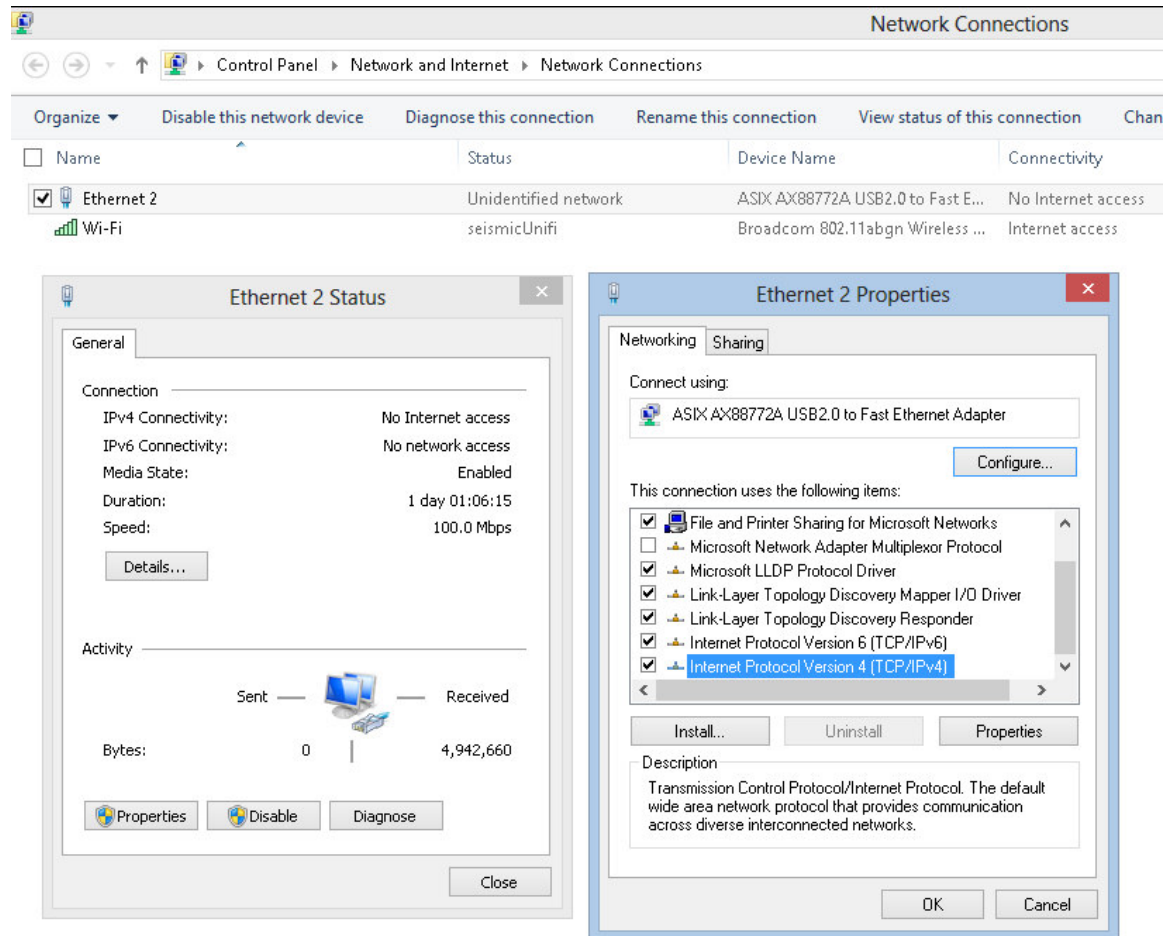 Network Connections
Control Panel Network and Internet Network Connections
Organize Disable this network device Diagnose this connection Rename this connection View status of this connection Chan
Name Status Device Name Connectivity
Ethernet 2 Unidentified network ASIX AX88772A USB2.0 to Fast E... No Internet access
Wi-Fi seismicUnifi Broadcom 802.11abgn Wireless ... Internet access
Ethernet 2 Status
General
Connection
IPv4 Connectivity: No Internet access
IPv6 Connectivity: No network access
Media State: Enabled
Duration: 1 day 01:06:15
Speed: 100.0 Mbps
Details...
Activity
Sent Received
Bytes: 0 4,942,660
Properties Disable Diagnose
Close
Ethernet 2 Properties
Networking Sharing
Connect using:
ASIX AX88772A USB2.0 to Fast Ethernet Adapter
Configure...
This connection uses the following items:
File and Printer Sharing for Microsoft Networks
Microsoft Network Adapter Multiplexor Protocol
Microsoft LLDP Protocol Driver
Link-Layer Topology Discovery Mapper I/O Driver
Link-Layer Topology Discovery Responder
Internet Protocol Version 6 (TCP/IPv6)
Internet Protocol Version 4 (TCP/IPv4)
Install... Uninstall Properties
Description
Transmission Control Protocol/Internet Protocol. The default
wide area network protocol that provides communication
across diverse interconnected networks.
OK Cancel